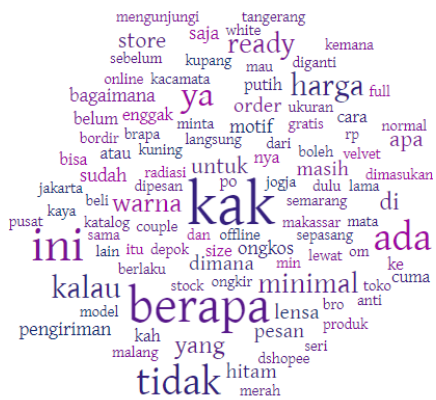 mengunjungi tangerang
store saja white ready kemana
sebelum kupang mau diganti
online kacamata ya putih harga full
bagaimana order ukuran
belum enggak minta motif gratis cara normal
bordir brapa langsung dari rp apa
bisa atau kuning nya boleh velvet
sudah radiasi untuk masih dimasukan
jakarta dipesan po jogja dulu lama
kaya beli warna kak semarang di
pusat katalog couple makassar mata ada
ini sama dan offline sepasang
lain itu depok size ongkos lewat om ke
berlaku dimana min cuma
kalau stock ongkir minimal toko
model berapa lensa bro anti
pengiriman kah pesan produk
malang yang seri
tidak hitam dshopee
merah